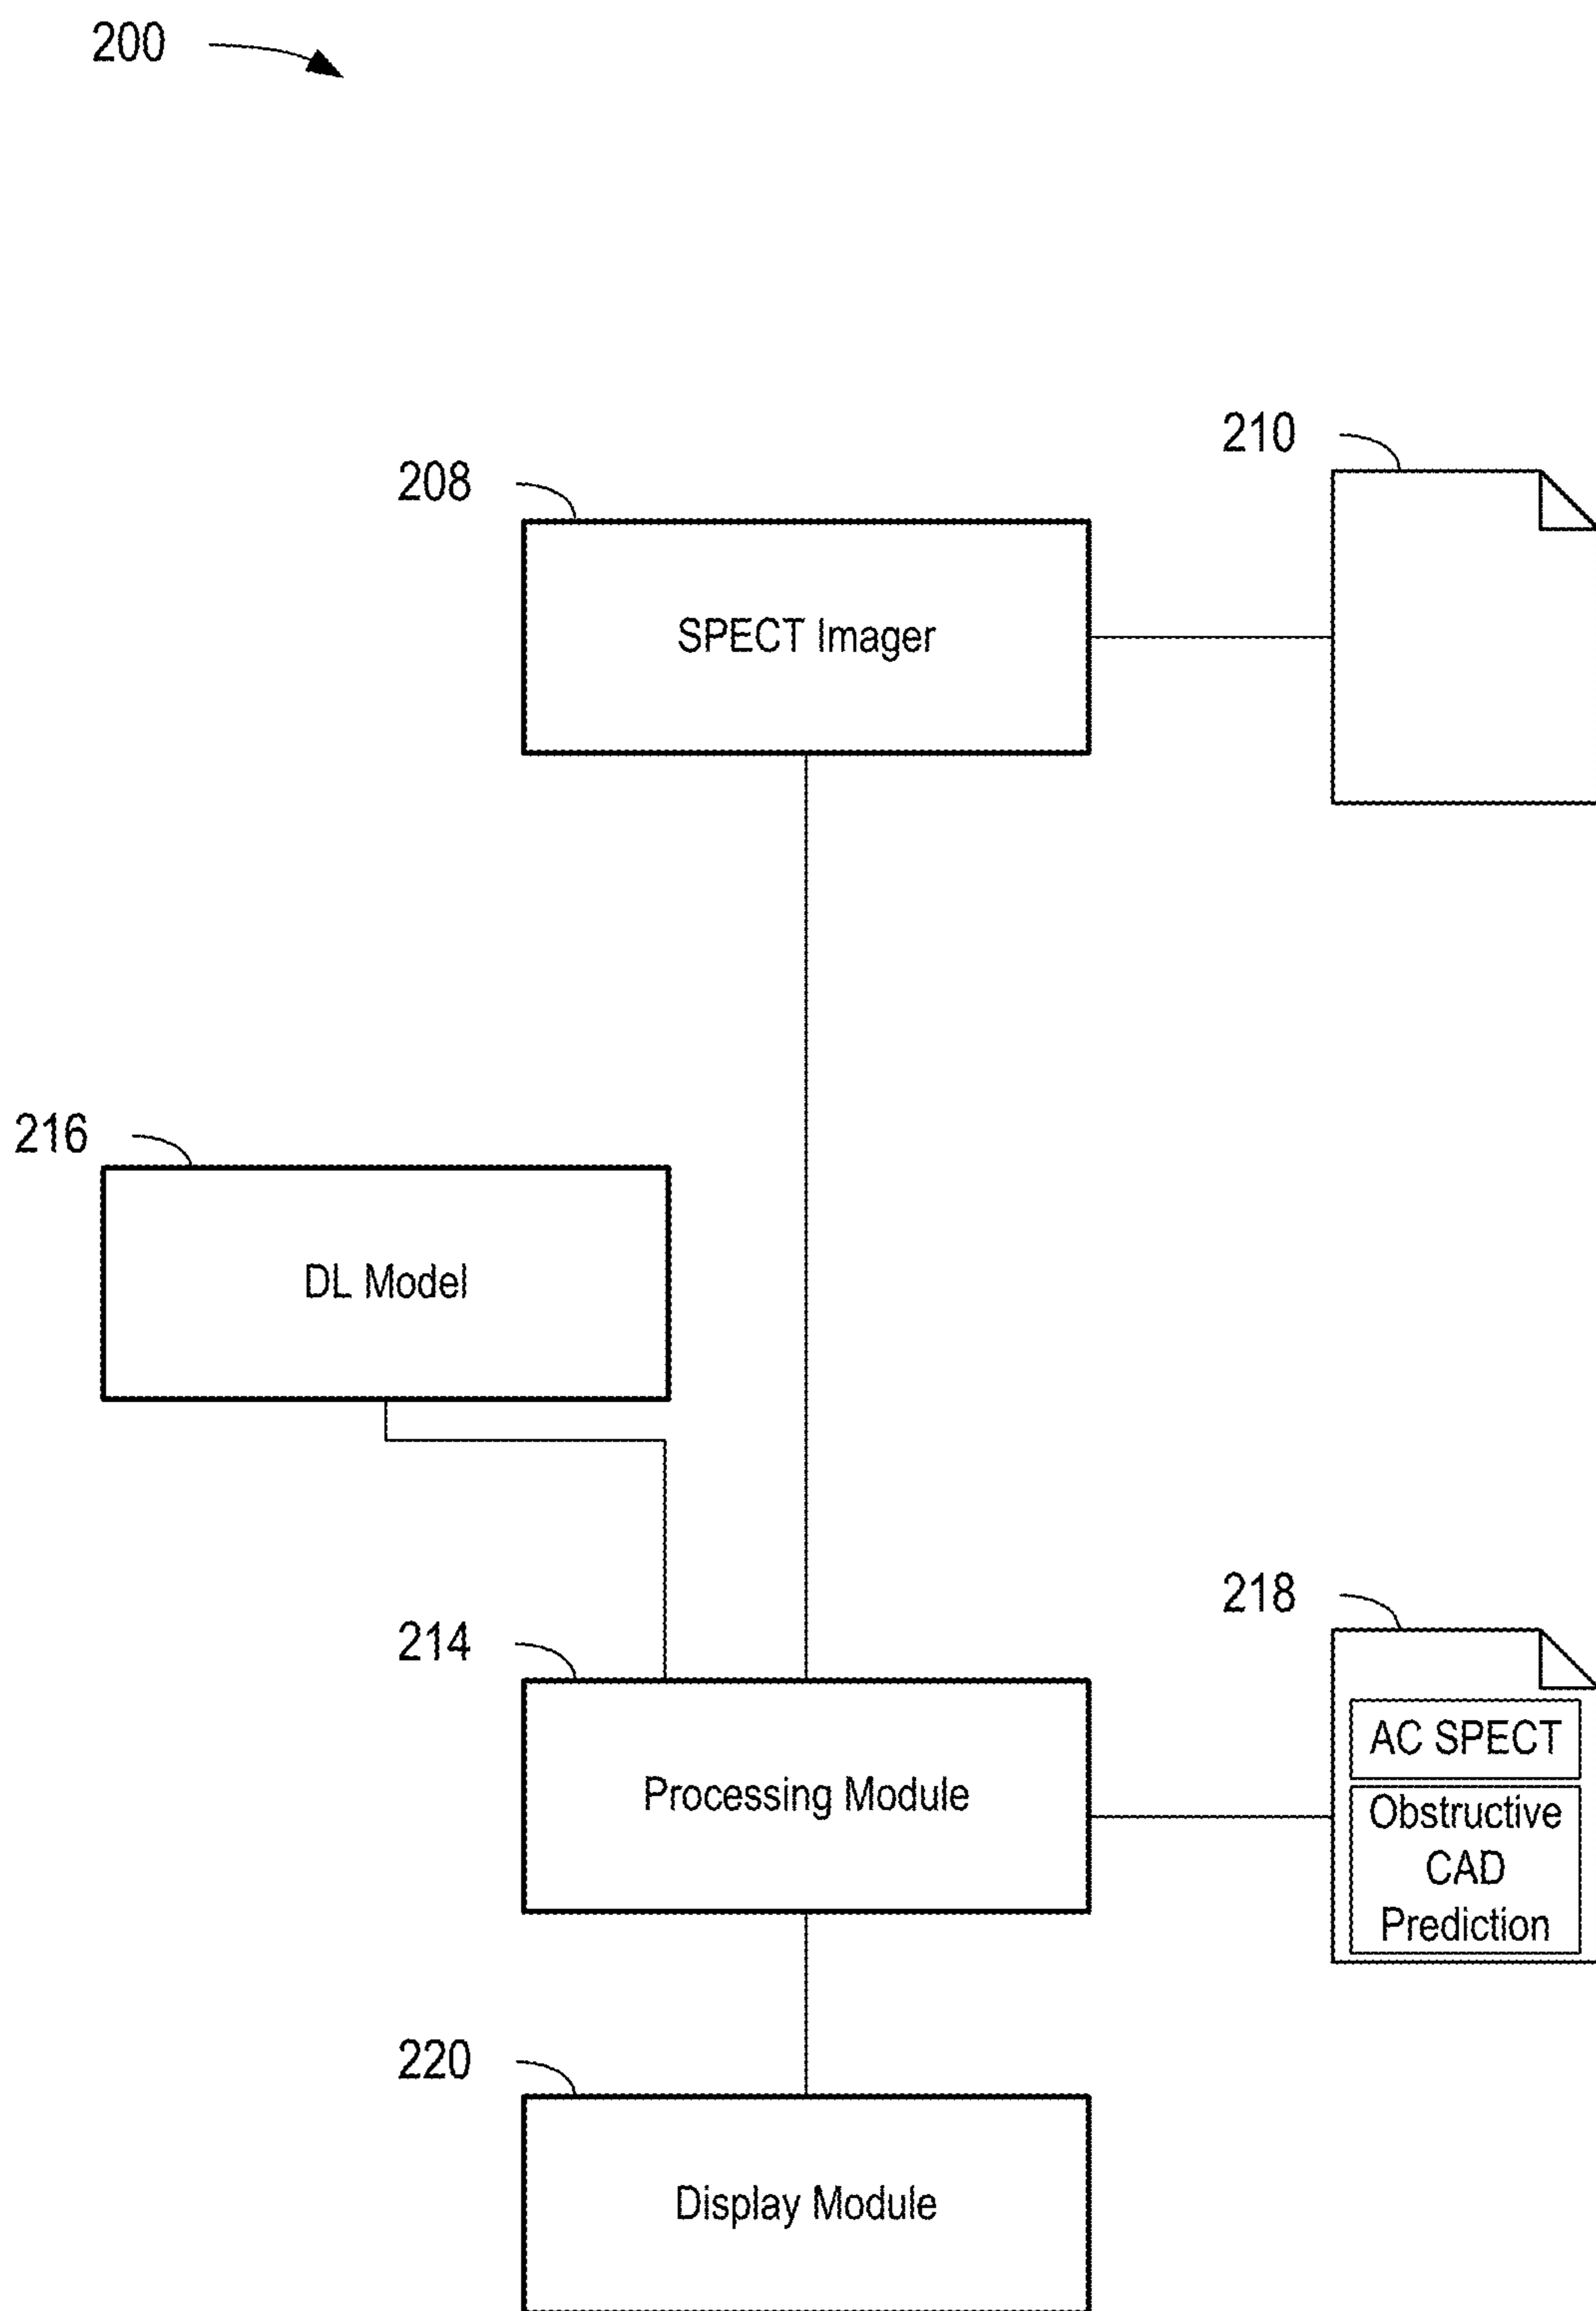 200
210
208
SPECT Imager
216
DL Model
218
214
AC SPECT
Processing Module
Obstructive
CAD
Prediction
220
Display Module